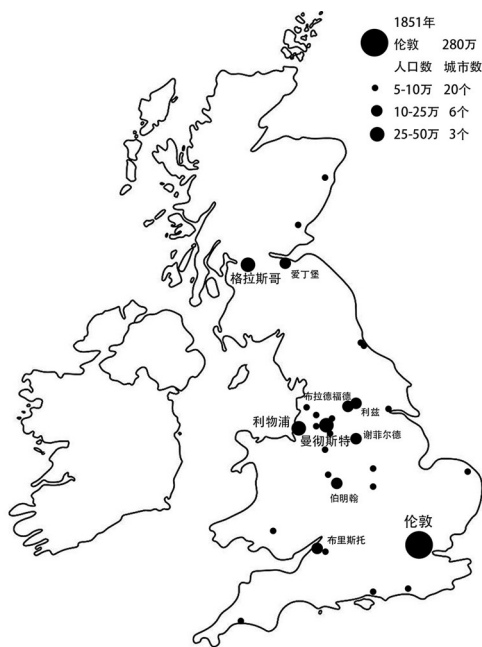 1851年
伦敦 280万
人口数 城市数
5-10万 20个
10-25万 6个
25-50万 3个
格拉斯哥
爱丁堡
布拉德福德
利兹
利物浦
曼彻斯特
谢菲尔德
伯明翰
伦敦
布里斯托